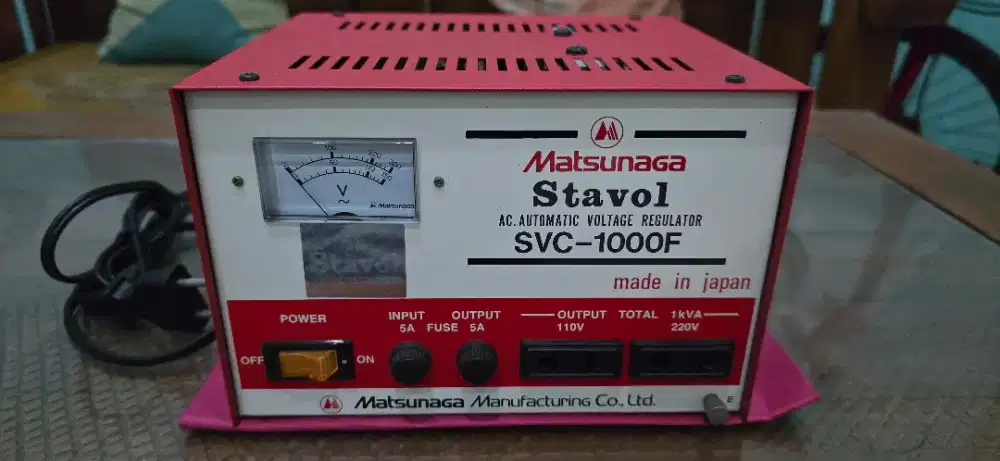 Matsunaga
Stavol
AC. AUTOMATIC VOLTAGE REGULATOR
SVC-1000F
made in japan
V
~
Matsunaga
Stavol
POWER
OFF
ON
INPUT OUTPUT
5A FUSE 5A
OUTPUT TOTAL 1kVA
110V 220V
Matsunaga Manufacturing Co., Ltd.